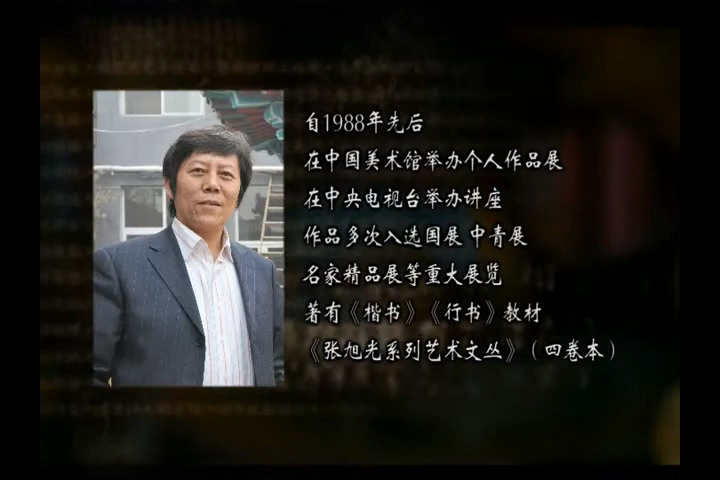 自1988年先后
在中国美术馆举办个人作品展
在中央电视台举办讲座
作品多次入选国展 中青展
名家精品展等重大展览
著有《楷书》《行书》教材
《张旭光系列艺术文丛》（四卷本）